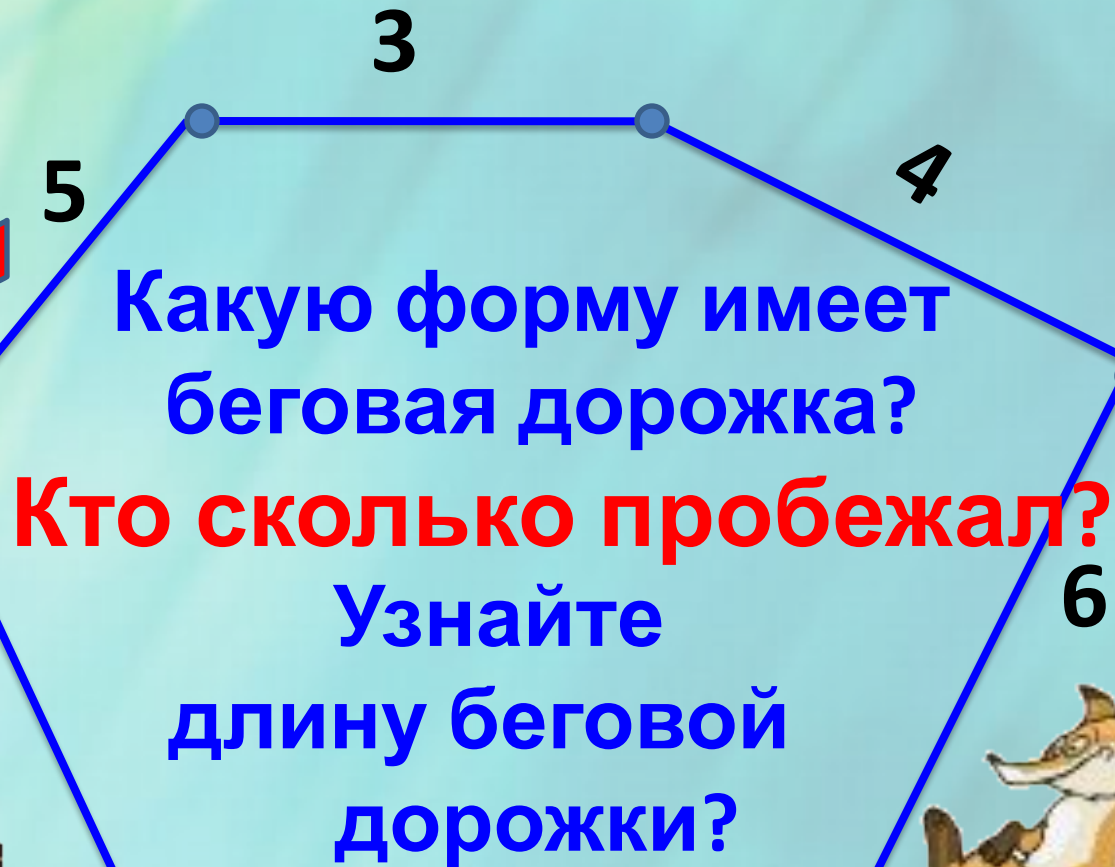 3
5
4
Какую форму имеет
беговая дорожка?
Кто сколько пробежал?
6
Узнайте
длину беговой
дорожки?